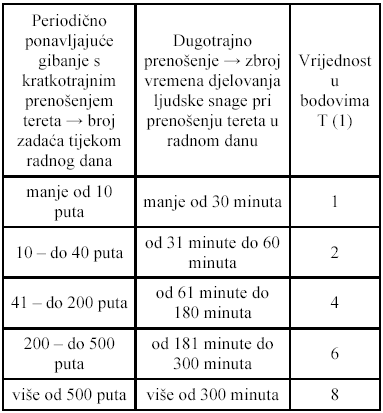 Periodično
ponavljajuće
gibanje s
kratkotrajnim
prenošenjem
tereta → broj
zadaća tijekom
radnog dana
Dugotrajno
prenošenje → zbroj
vremena djelovanja
ljudske snage pri
prenošenju tereta u
radnom danu
Vrijednost
u
bodovima
T (1)
manje od 10
puta
manje od 30 minuta
1
10 – do 40 puta
od 31 minute do 60
minuta
2
41 – do 200 puta
od 61 minute do
180 minuta
4
200 – do 500
puta
od 181 minute do
300 minuta
6
više od 500 puta
više od 300 minuta
8